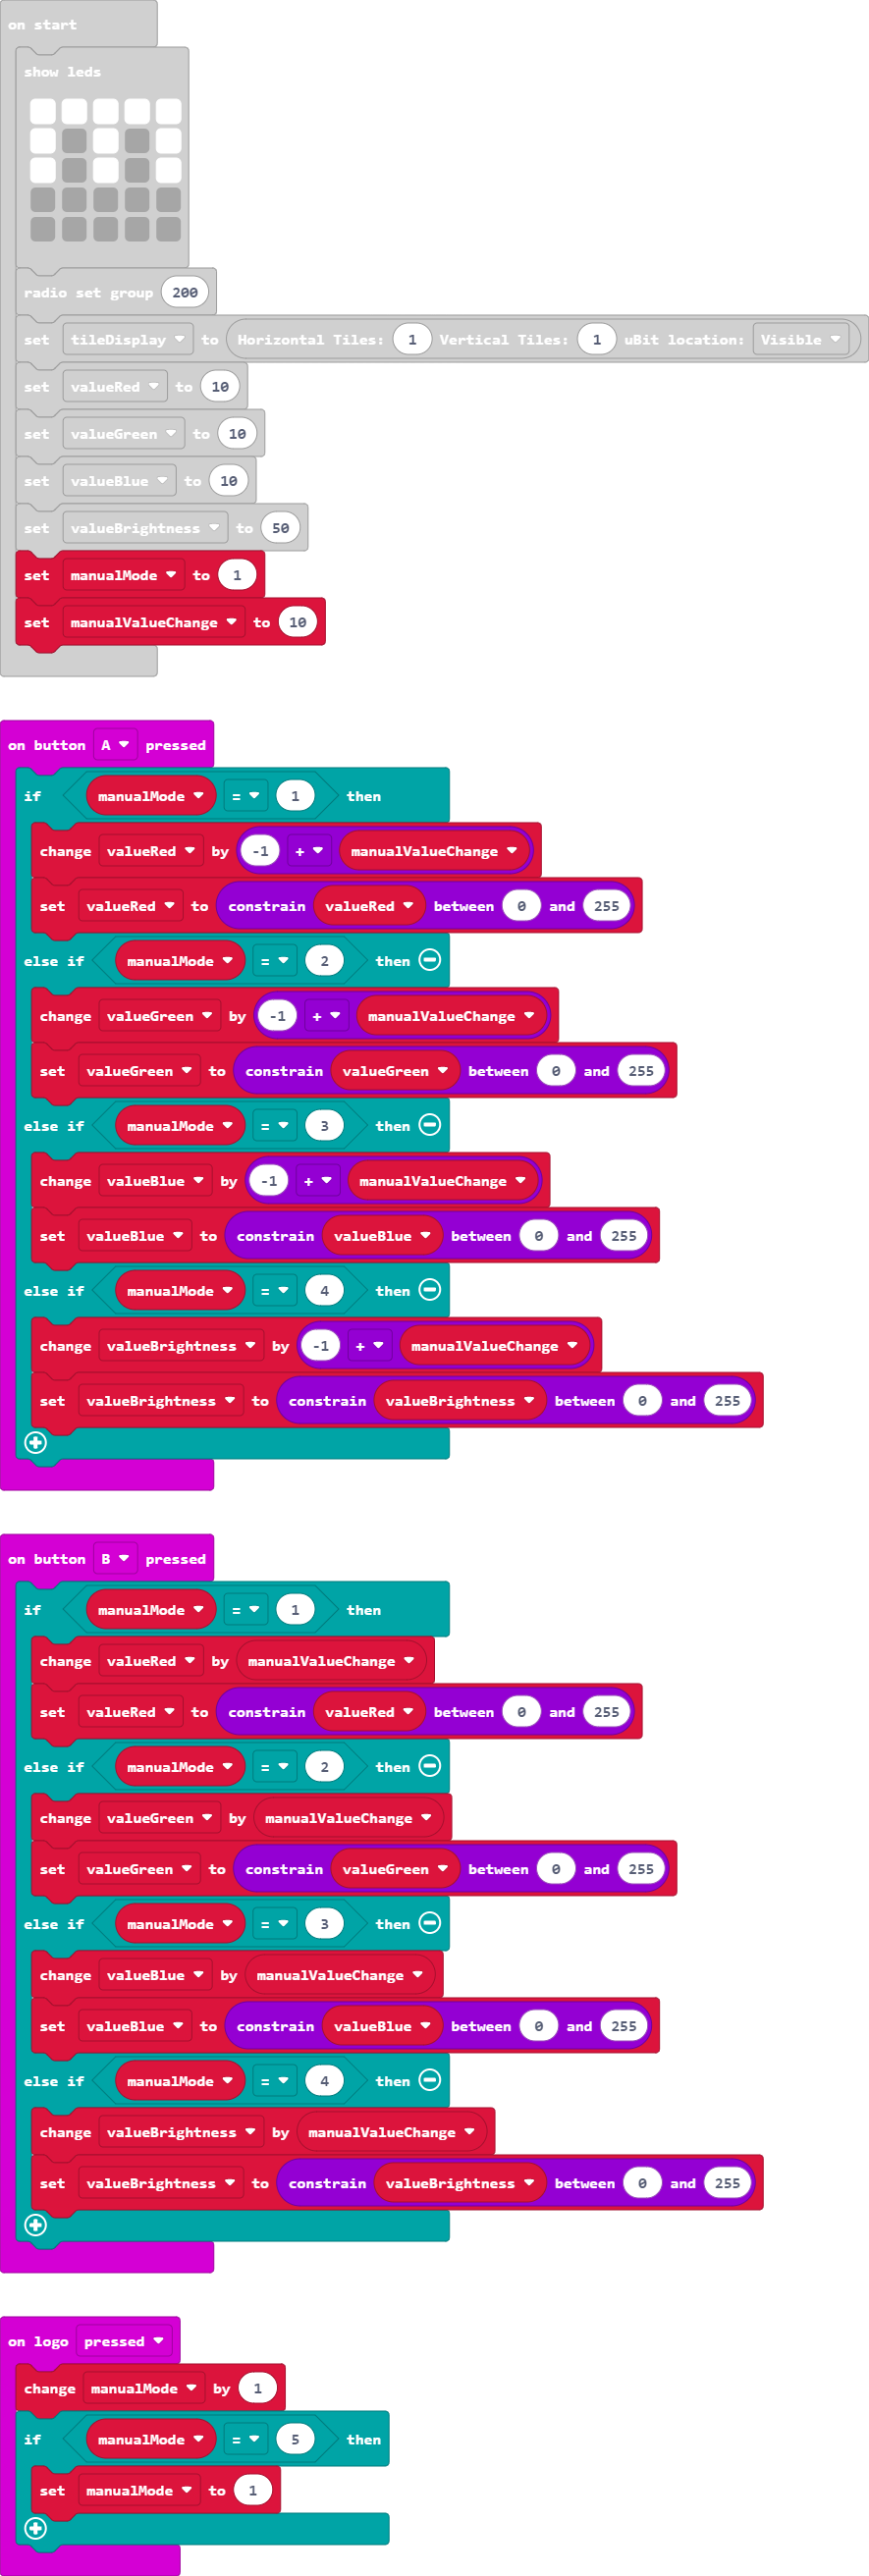 on start
show leds
radio set group 200
set tileDisplay to Horizontal Tiles: 1 Vertical Tiles: 1 uBit location: Visible
set valueRed to 10
set valueGreen to 10
set valueBlue to 10
set valueBrightness to 50
set manualMode to 1
set manualValueChange to 10
on button A pressed
if manualMode = 1 then
change valueRed by -1 + manualValueChange
set valueRed to constrain valueRed between 0 and 255
else if manualMode = 2 then
change valueGreen by -1 + manualValueChange
set valueGreen to constrain valueGreen between 0 and 255
else if manualMode = 3 then
change valueBlue by -1 + manualValueChange
set valueBlue to constrain valueBlue between 0 and 255
else if manualMode = 4 then
change valueBrightness by -1 + manualValueChange
set valueBrightness to constrain valueBrightness between 0 and 255
on button B pressed
if manualMode = 1 then
change valueRed by manualValueChange
set valueRed to constrain valueRed between 0 and 255
else if manualMode = 2 then
change valueGreen by manualValueChange
set valueGreen to constrain valueGreen between 0 and 255
else if manualMode = 3 then
change valueBlue by manualValueChange
set valueBlue to constrain valueBlue between 0 and 255
else if manualMode = 4 then
change valueBrightness by manualValueChange
set valueBrightness to constrain valueBrightness between 0 and 255
on logo pressed
change manualMode by 1
if manualMode = 5 then
set manualMode to 1